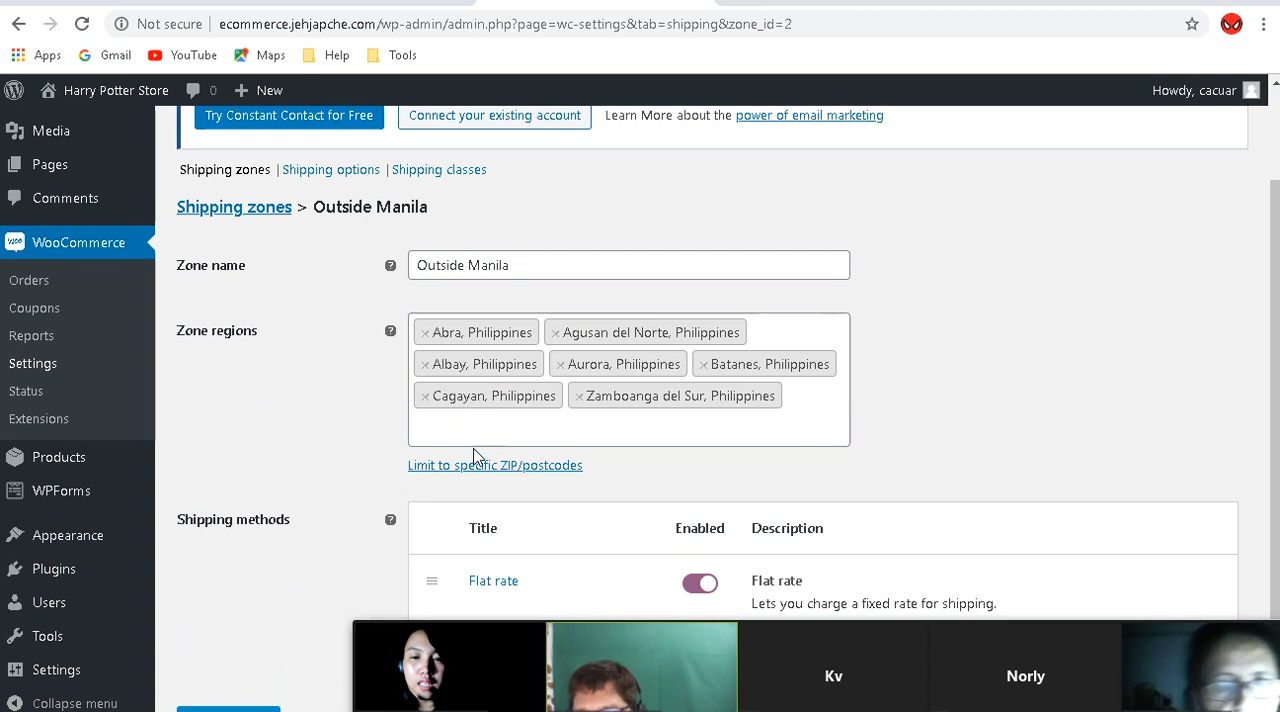 Not secure | ecommerce.jehjapche.com/wp-admin/admin.php?page=wc-settings&tab=shipping&zone_id=2
Apps Gmail YouTube Maps Help Tools
Harry Potter Store 0 + New Howdy, cacuar
Try Constant Contact for Free Connect your existing account Learn More about the power of email marketing
Media
Pages
Comments
WooCommerce
Orders
Coupons
Reports
Settings
Status
Extensions
Products
WPForms
Appearance
Plugins
Users
Tools
Settings
Collapse menu
Shipping zones | Shipping options | Shipping classes
Shipping zones > Outside Manila
Zone name ? Outside Manila
Zone regions ? × Abra, Philippines × Agusan del Norte, Philippines
× Albay, Philippines × Aurora, Philippines × Batanes, Philippines
× Cagayan, Philippines × Zamboanga del Sur, Philippines
Limit to specific ZIP/postcodes
Shipping methods ? Title Enabled Description
Flat rate Flat rate
Lets you charge a fixed rate for shipping.
Kv
Norly